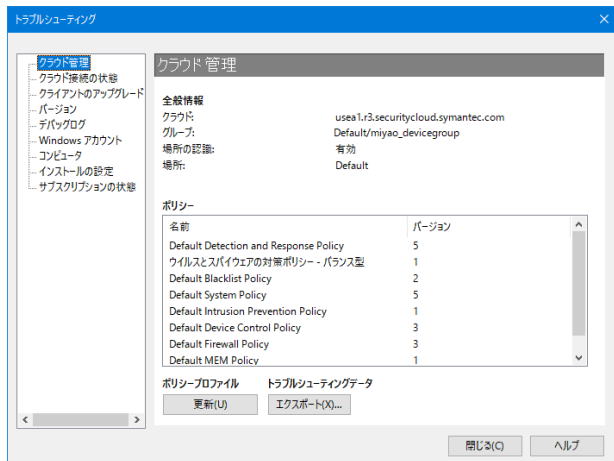 トラブルシューティング
クラウド管理
クラウド接続の状態
クライアントのアップグレード
バージョン
デバッグログ
Windows アカウント
コンピュータ
インストールの設定
サブスクリプションの状態
クラウド管理
全般情報
クラウド: usea1.r3.securitycloud.symantec.com
グループ: Default/miyao_devicegroup
場所の認識: 有効
場所: Default
ポリシー
名前 バージョン
Default Detection and Response Policy 5
ウイルスとスパイウェアの対策ポリシー - バランス型 1
Default Blacklist Policy 2
Default System Policy 5
Default Intrusion Prevention Policy 1
Default Device Control Policy 3
Default Firewall Policy 3
Default MEM Policy 1
ポリシープロファイル トラブルシューティングデータ
更新(U) エクスポート(X)...
閉じる(C) ヘルプ